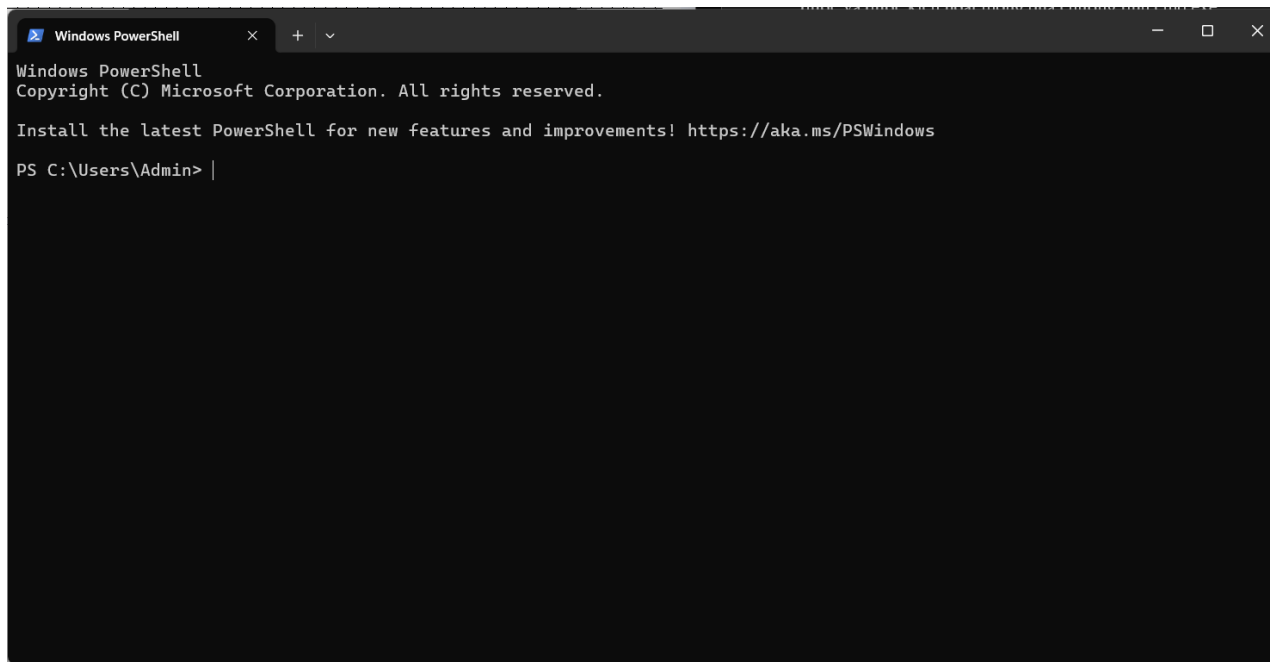 Windows PowerShell
Windows PowerShell
Copyright (C) Microsoft Corporation. All rights reserved.
Install the latest PowerShell for new features and improvements! https://aka.ms/PSWindows
PS C:\Users\Admin>